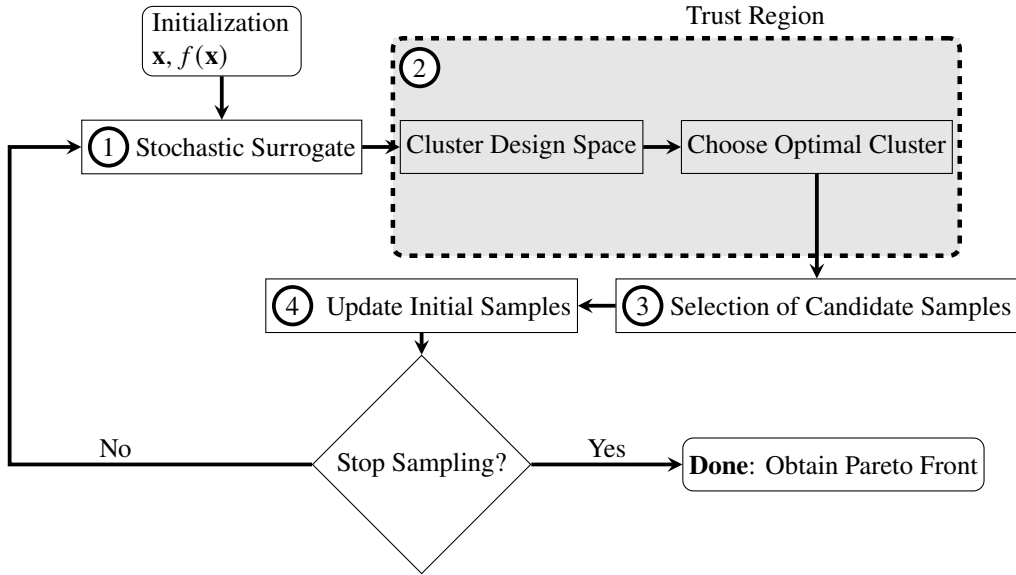 Initialization
x, f(x)
Trust Region
2
1 Stochastic Surrogate
Cluster Design Space
Choose Optimal Cluster
4 Update Initial Samples
3 Selection of Candidate Samples
No
Stop Sampling?
Yes
Done: Obtain Pareto Front